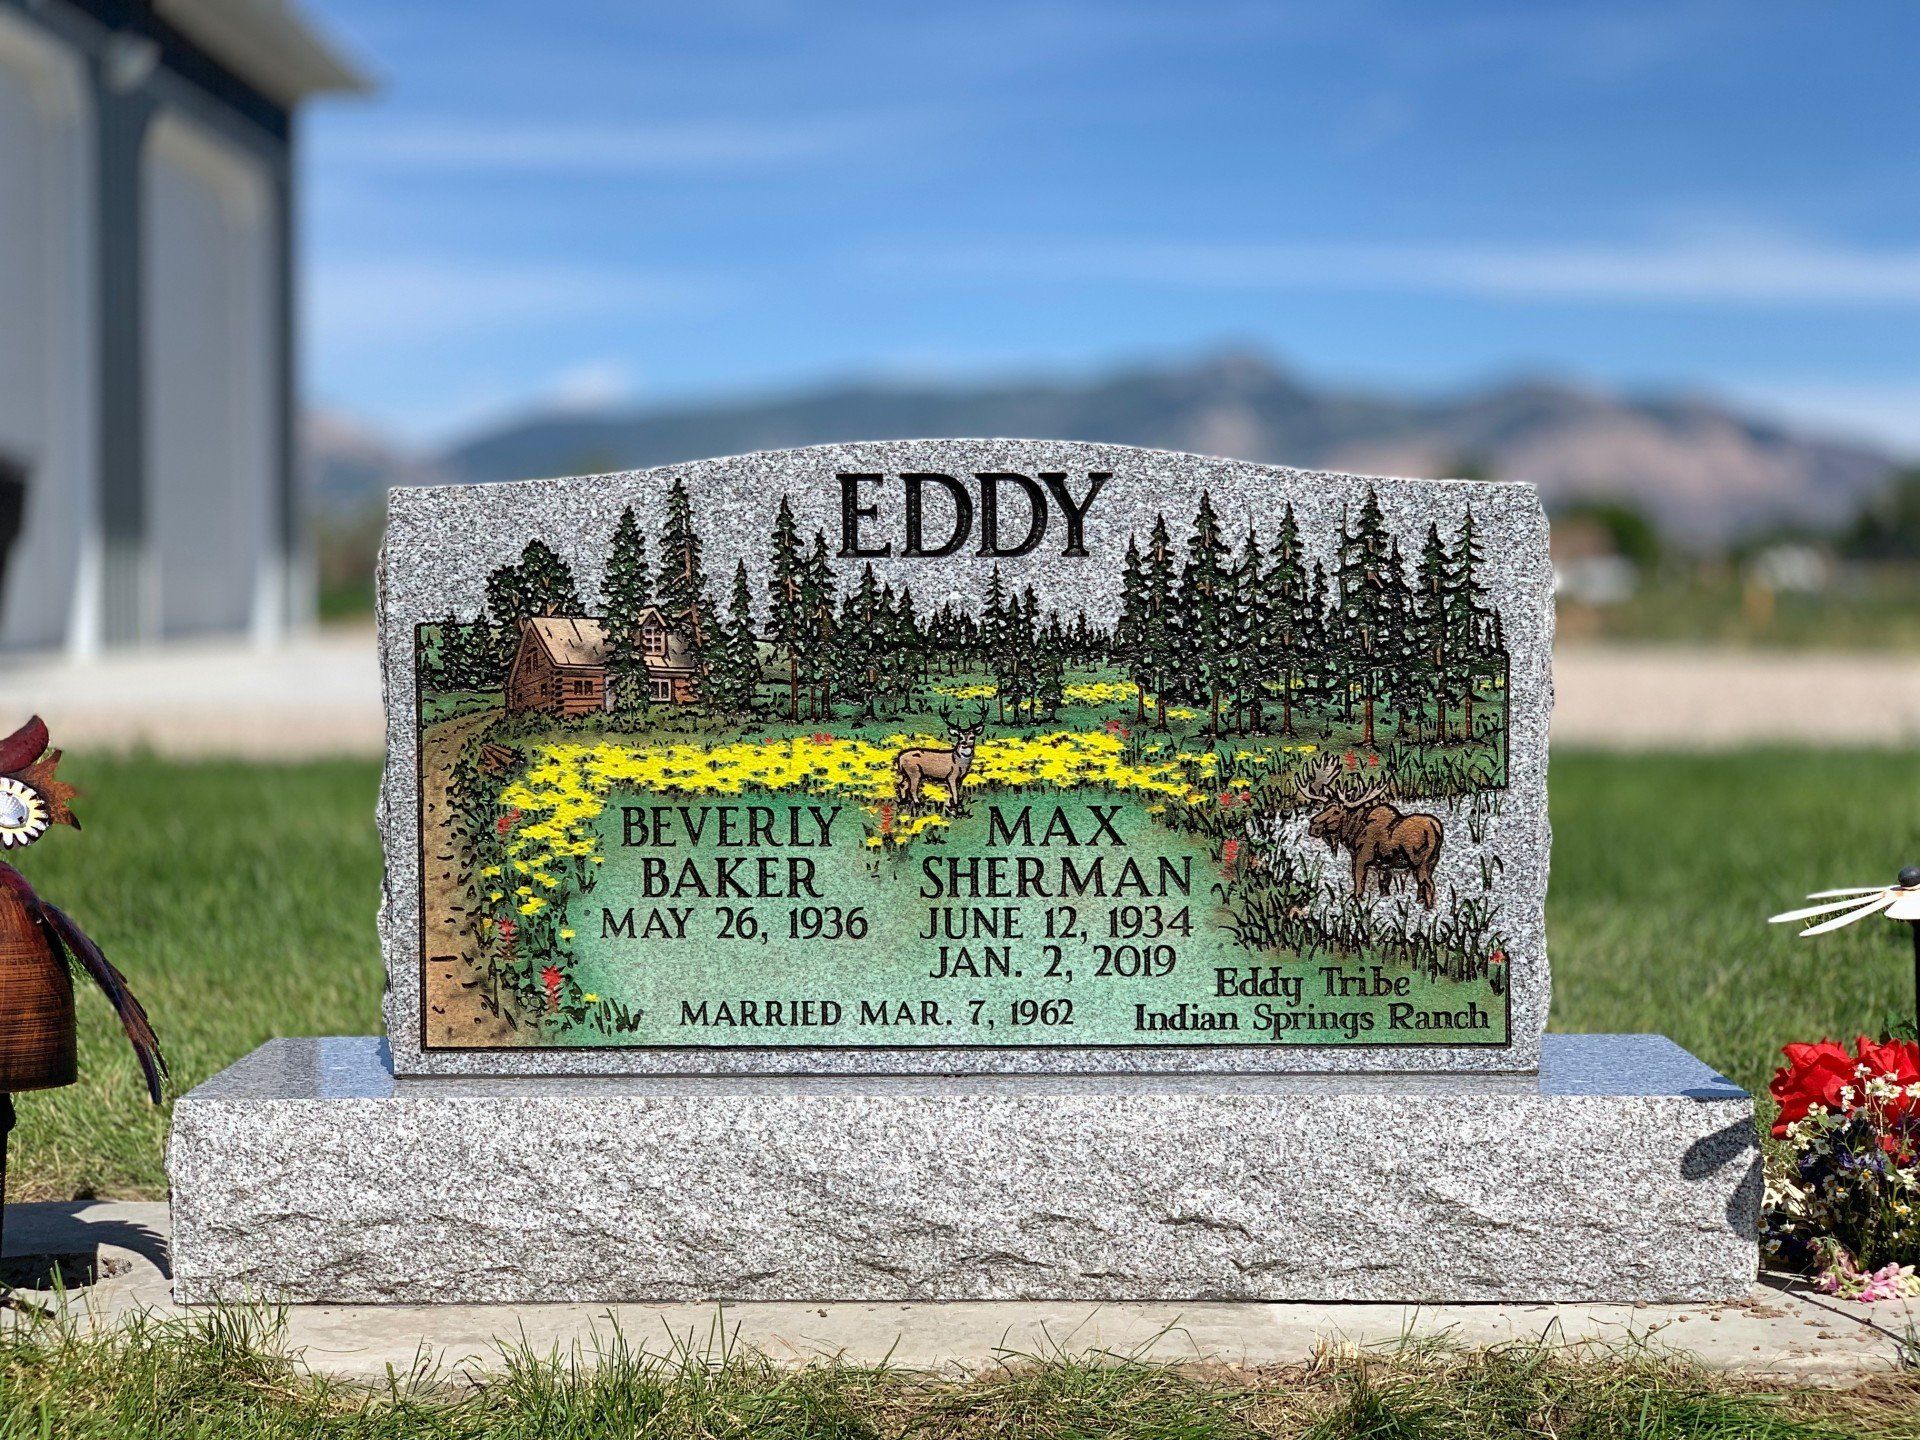 EDDY
BEVERLY
BAKER
MAY 26, 1936
MAX
SHERMAN
JUNE 12, 1934
JAN. 2, 2019
MARRIED MAR. 7, 1962
Eddy Tribe
Indian Springs Ranch